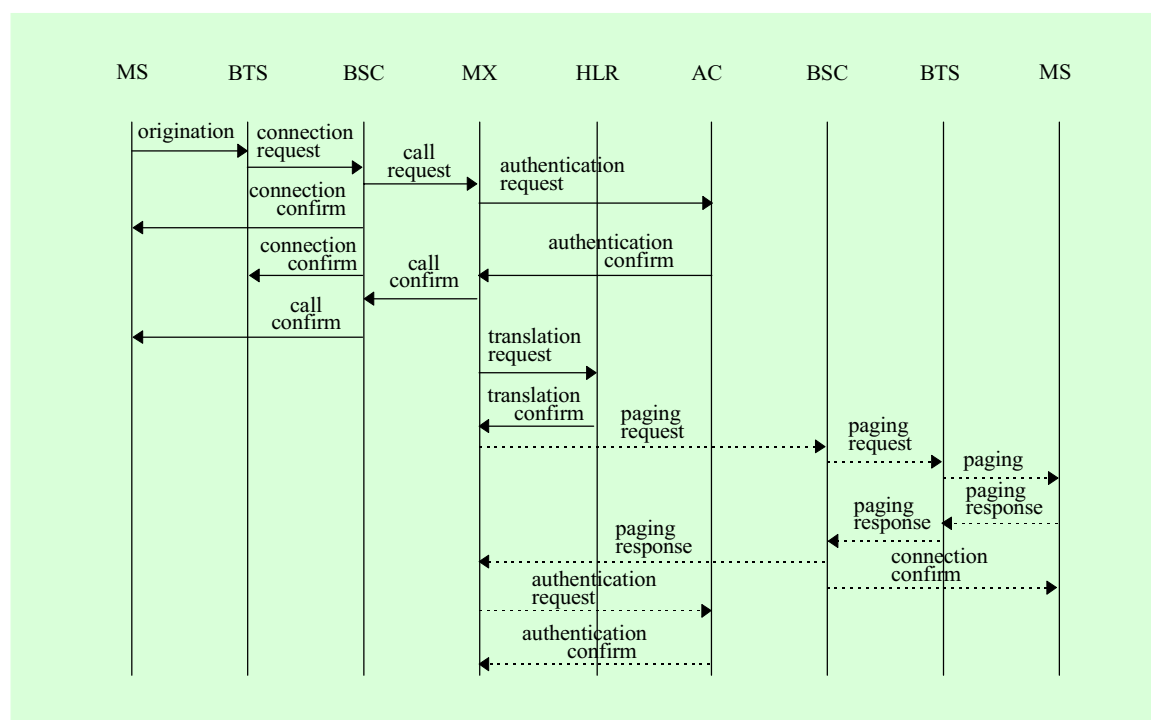 MS BTS BSC MX HLR AC BSC BTS MS
origination
connection
request
call
request
authentication
request
connection
confirm
authentication
confirm
connection
confirm
call
confirm
call
confirm
translation
request
translation
confirm
paging
request
paging
request
paging
paging
response
paging
response
paging
response
connection
confirm
authentication
request
authentication
confirm